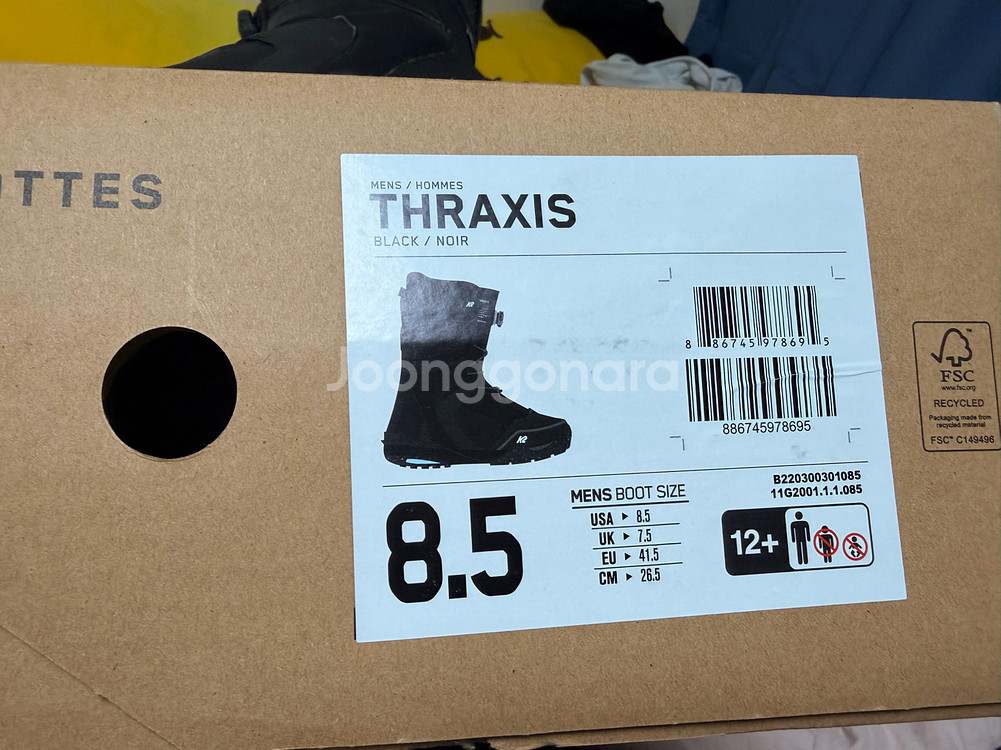 OTTES
MENS / HOMMES
THRAXIS
BLACK / NOIR
K2
K2
8 86745 97869 5
886745978695
Joonggonara
8.5
MENS BOOT SIZE
USA ▶ 8.5
UK ▶ 7.5
EU ▶ 41.5
CM ▶ 26.5
B220300301085
11G2001.1.1.085
12+
FSC
www.fsc.org
RECYCLED
Packaging made from
recycled material
FSC™ C149496